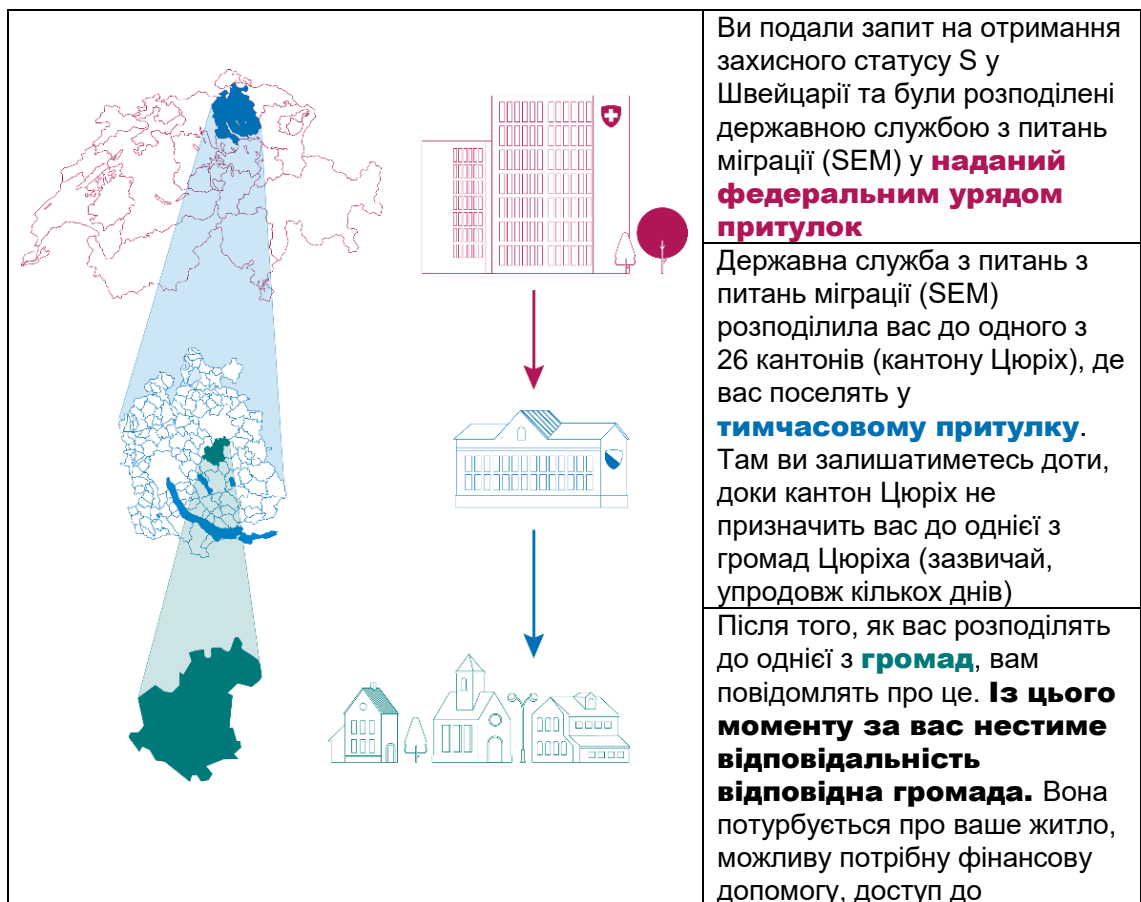 Ви подали запит на отримання
захисного статусу S у
Швейцарії та були розподілені
державною службою з питань
міграції (SEM) у наданий
федеральним урядом
притулок
Державна служба з питань з
питань міграції (SEM)
розподілила вас до одного з
26 кантонів (кантону Цюріх), де
вас поселять у
тимчасовому притулку.
Там ви залишатиметесь доти,
доки кантон Цюріх не
призначить вас до однієї з
громад Цюріха (зазвичай,
упродовж кількох днів)
Після того, як вас розподілять
до однієї з громад, вам
повідомлять про це. Із цього
моменту за вас нестиме
відповідальність
відповідна громада. Вона
потурбується про ваше житло,
можливу потрібну фінансову
допомогу, доступ до